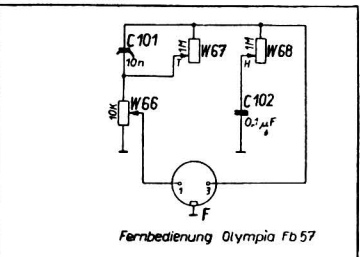 C101
10n
1M
W67
T
1M
W68
H
10K
W66
C102
0,1µF
1
3
F
Fernbedienung Olympia Fb 57